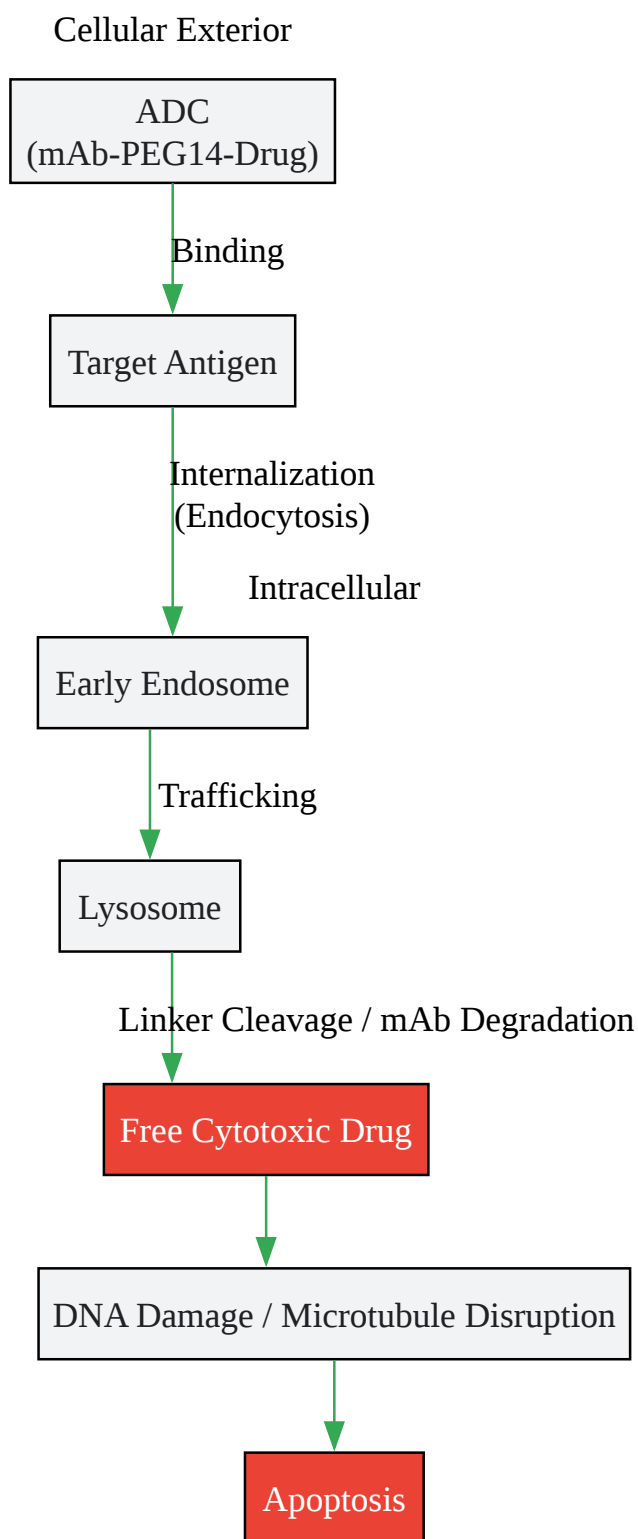 Cellular Exterior
ADC
(mAb-PEG14-Drug)
Binding
Target Antigen
Internalization
(Endocytosis)
Intracellular
Early Endosome
Trafficking
Lysosome
Linker Cleavage / mAb Degradation
Free Cytotoxic Drug
DNA Damage / Microtubule Disruption
Apoptosis